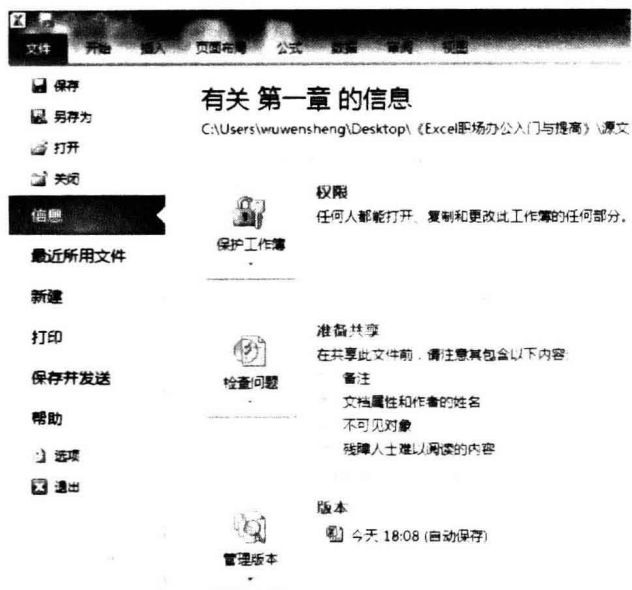 文件 开始 插入 页面布局 公式 数据 审阅 视图
保存
另存为
打开
关闭
信息
最近所用文件
新建
打印
保存并发送
帮助
选项
退出
有关 第一章 的信息
C:\Users\wuwensheng\Desktop\《Excel职场办公入门与提高》\源文
保护工作簿
权限
任何人都能打开、复制和更改此工作簿的任何部分。
检查问题
准备共享
在共享此文件前，请注意其包含以下内容:
备注
文档属性和作者的姓名
不可见对象
残障人士难以阅读的内容
管理版本
版本
今天 18:08 (自动保存)